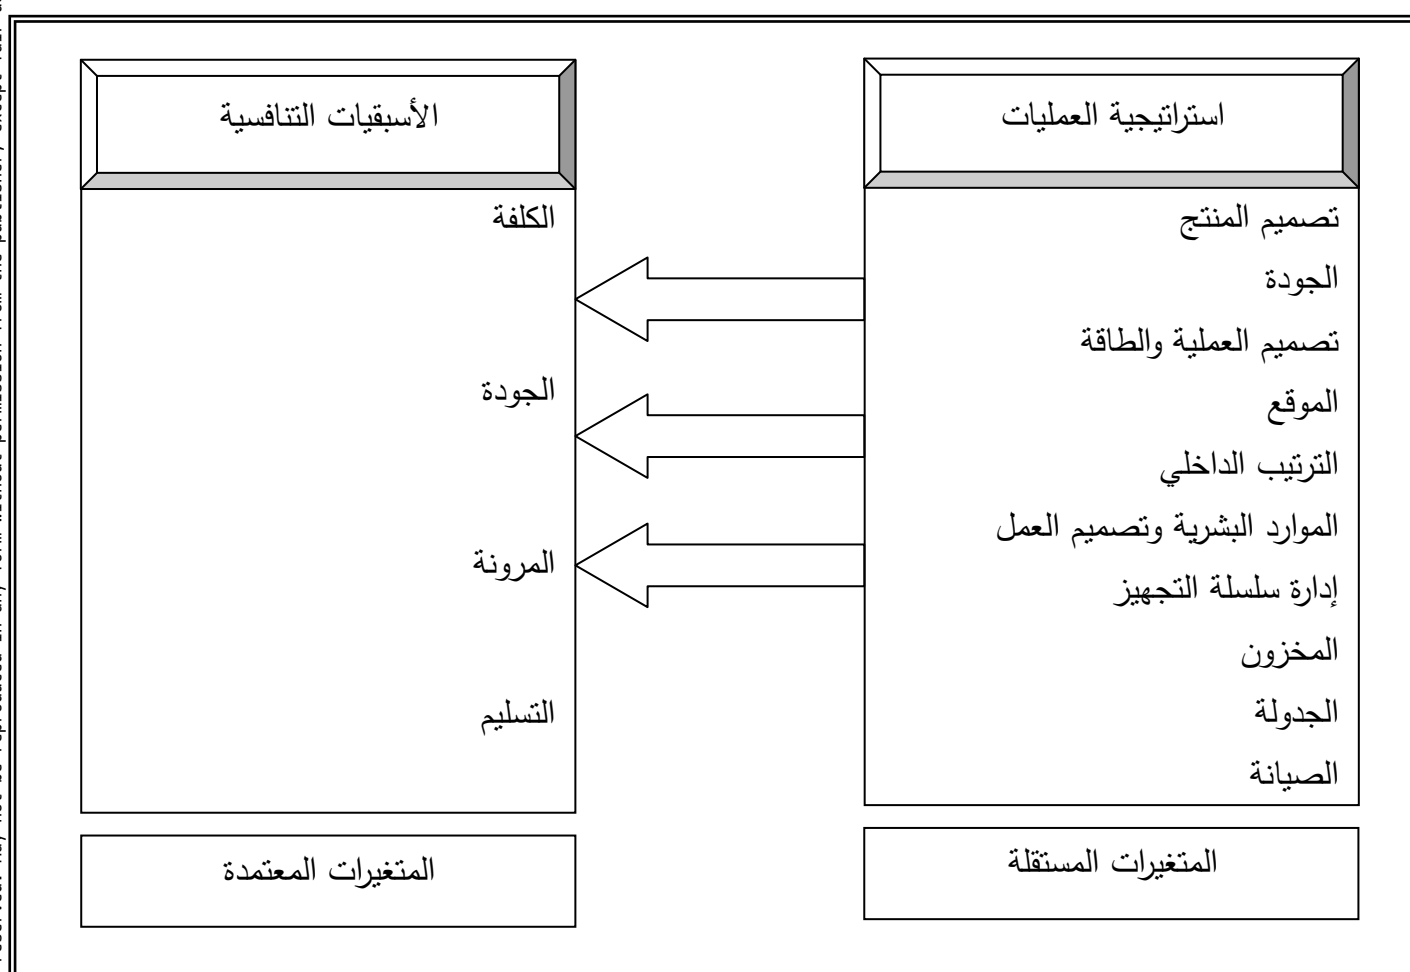 استراتيجية العمليات
تصميم المنتج
الجودة
تصميم العملية والطاقة
الموقع
الترتيب الداخلي
الموارد البشرية وتصميم العمل
إدارة سلسلة التجهيز
المخزون
الجدولة
الصيانة
المتغيرات المستقلة
الأسبقيات التنافسية
الكلفة
الجودة
المرونة
التسليم
المتغيرات المعتمدة